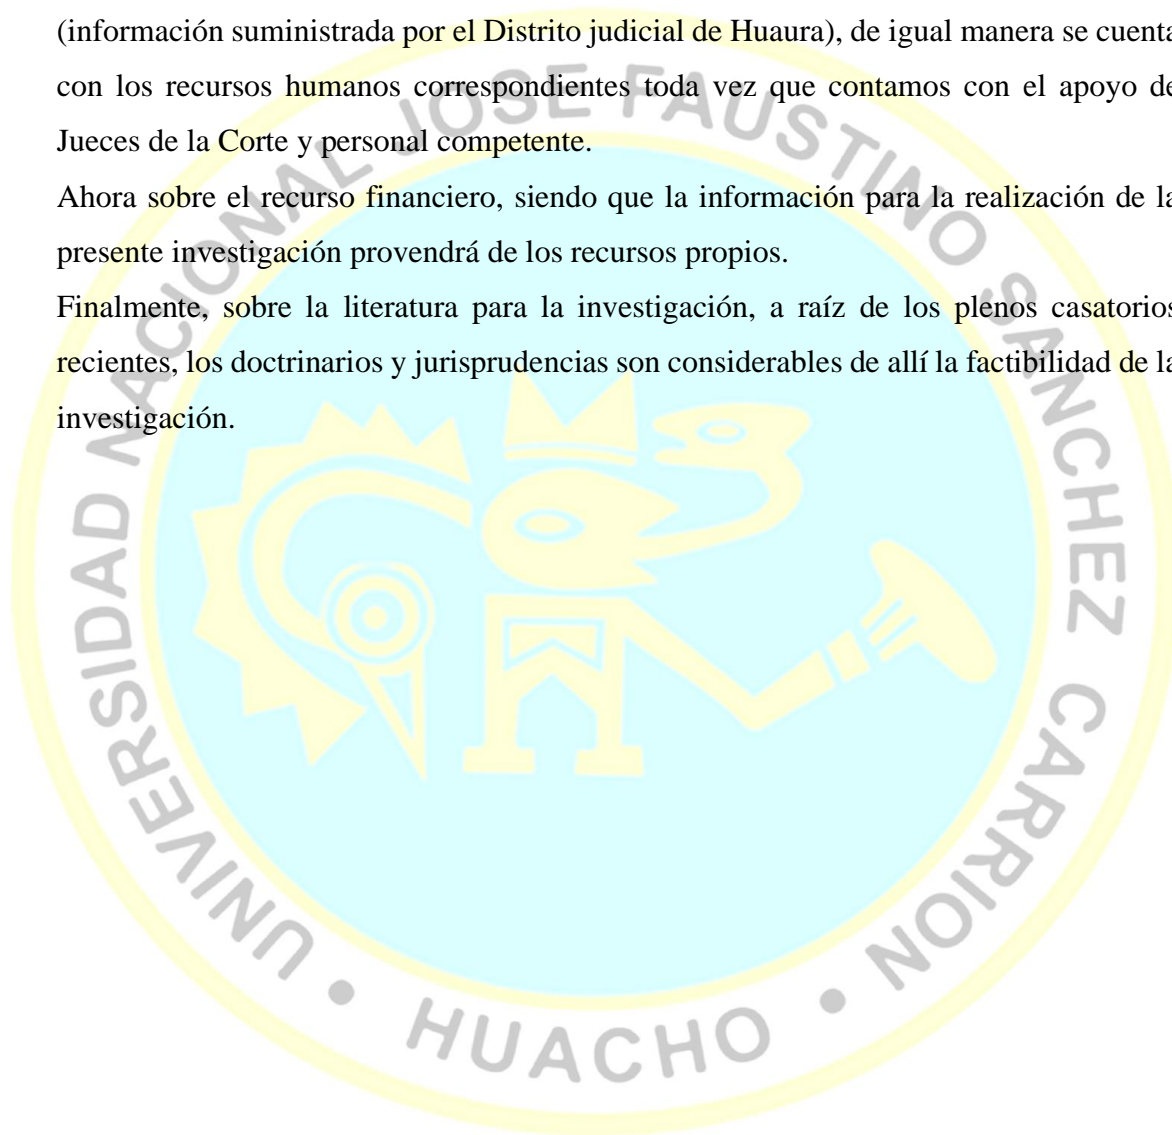 (información suministrada por el Distrito judicial de Huaura), de igual manera se cuenta
con los recursos humanos correspondientes toda vez que contamos con el apoyo de
Jueces de la Corte y personal competente.
Ahora sobre el recurso financiero, siendo que la información para la realización de la
presente investigación provendrá de los recursos propios.
Finalmente, sobre la literatura para la investigación, a raíz de los plenos casatorios
recientes, los doctrinarios y jurisprudencias son considerables de allí la factibilidad de la
investigación.
UNIVERSIDAD NACIONAL JOSE FAUSTINO SANCHEZ CARRION
• HUACHO •